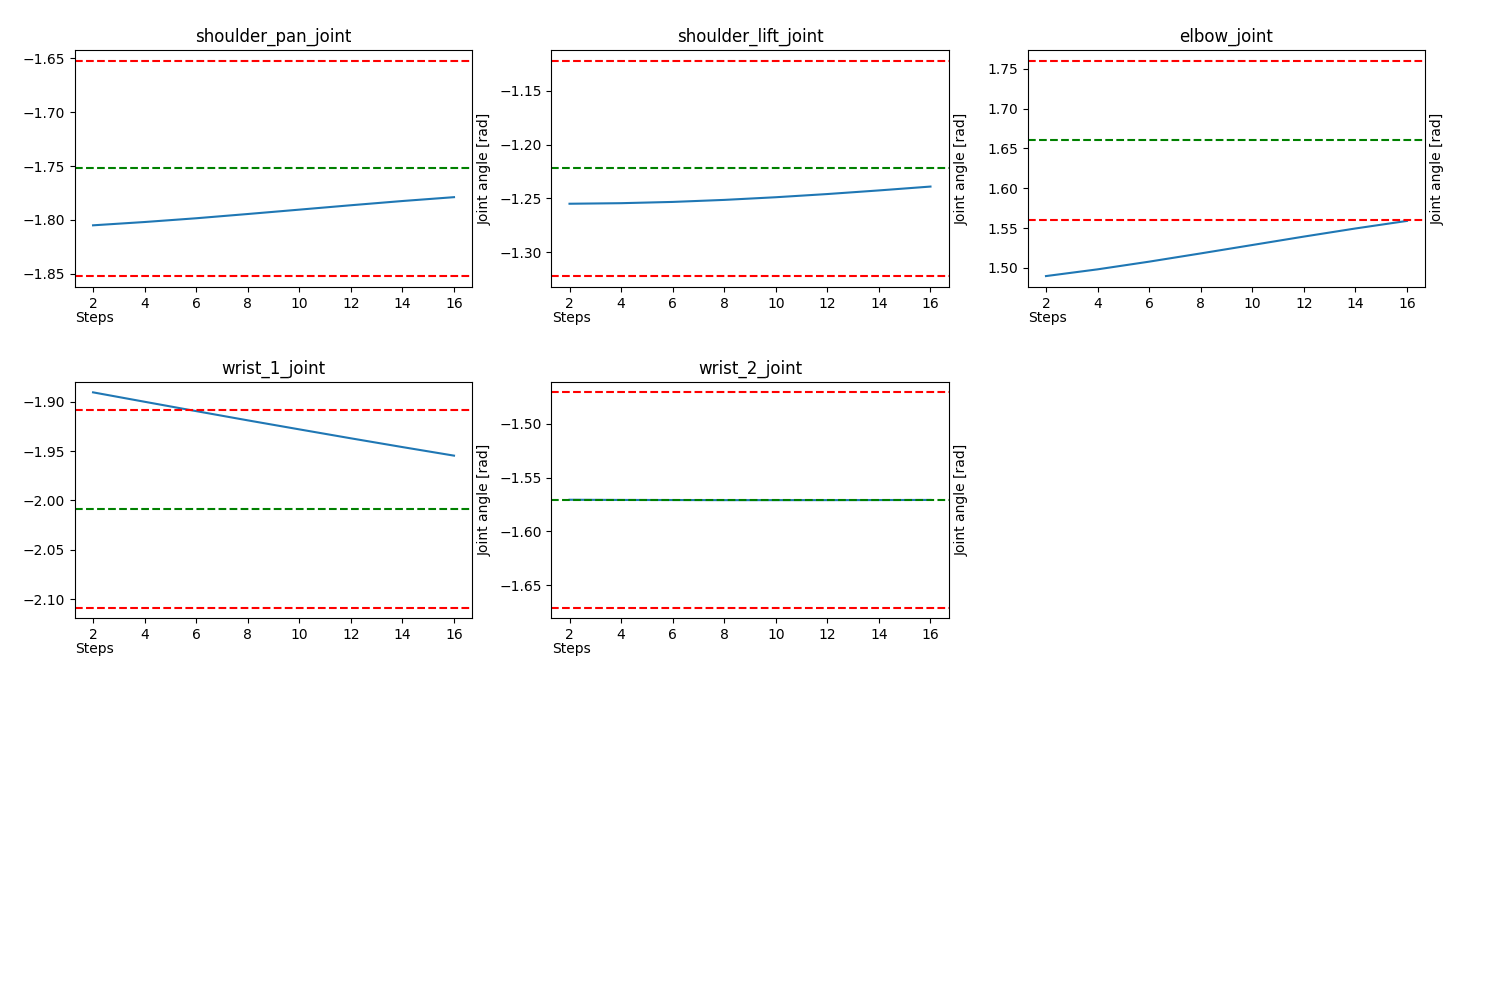 shoulder_pan_joint
−1.65
−1.70
−1.75
−1.80
−1.85
2 4 6 8 10 12 14 16
Steps
Joint angle [rad]
shoulder_lift_joint
−1.15
−1.20
−1.25
−1.30
2 4 6 8 10 12 14 16
Steps
Joint angle [rad]
elbow_joint
1.75
1.70
1.65
1.60
1.55
1.50
2 4 6 8 10 12 14 16
Steps
Joint angle [rad]
wrist_1_joint
−1.90
−1.95
−2.00
−2.05
−2.10
2 4 6 8 10 12 14 16
Steps
Joint angle [rad]
wrist_2_joint
−1.50
−1.55
−1.60
−1.65
2 4 6 8 10 12 14 16
Steps
Joint angle [rad]